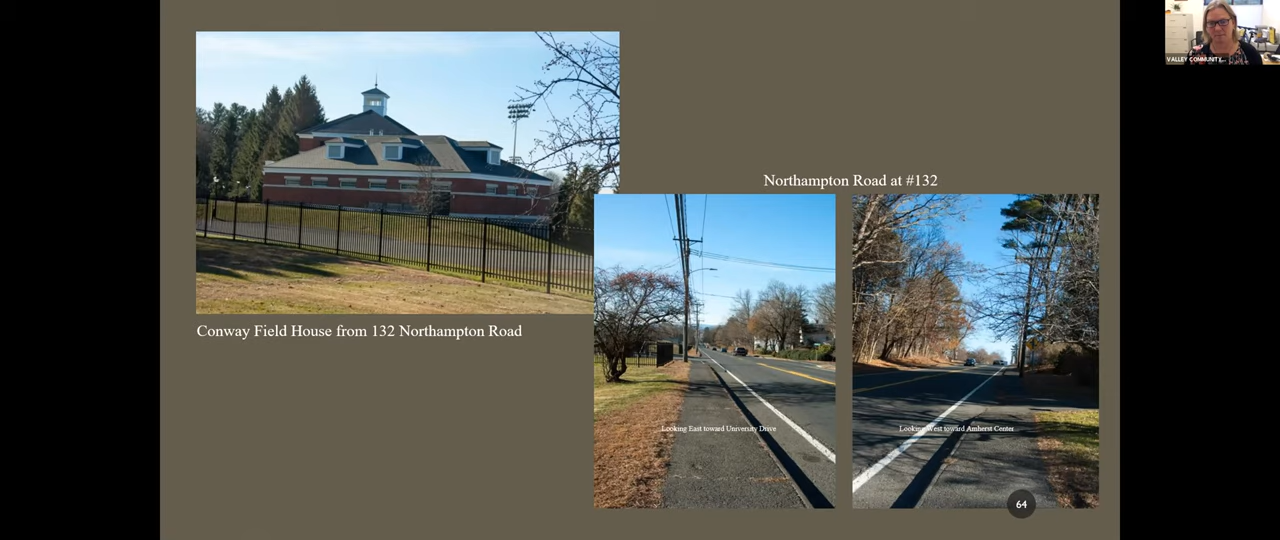 VALLEY COMMUNITY...
Northampton Road at #132
Conway Field House from 132 Northampton Road
Looking East toward University Drive
Looking West toward Amherst Center
64